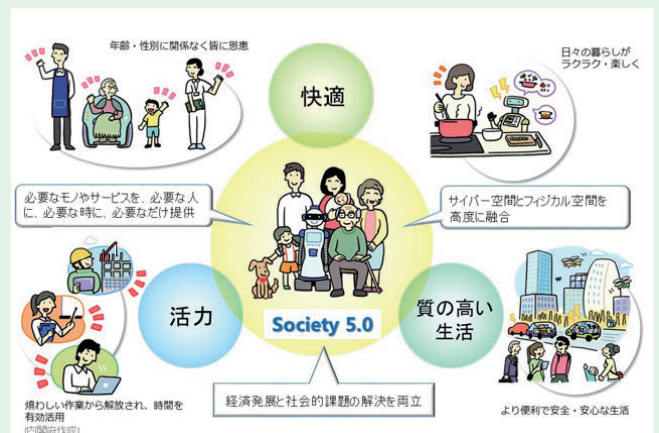 年齢・性別に関係なく皆に恩恵
快適
日々の暮らしが
ラクラク・楽しく
必要なモノやサービスを、必要な人
に、必要な時に、必要なだけ提供
サイバー空間とフィジカル空間を
高度に融合
活力
Society 5.0
質の高い
生活
経済発展と社会的課題の解決を両立
煩わしい作業から解放され、時間を
有効活用
[内閣府作成]
より便利で安全・安心な生活